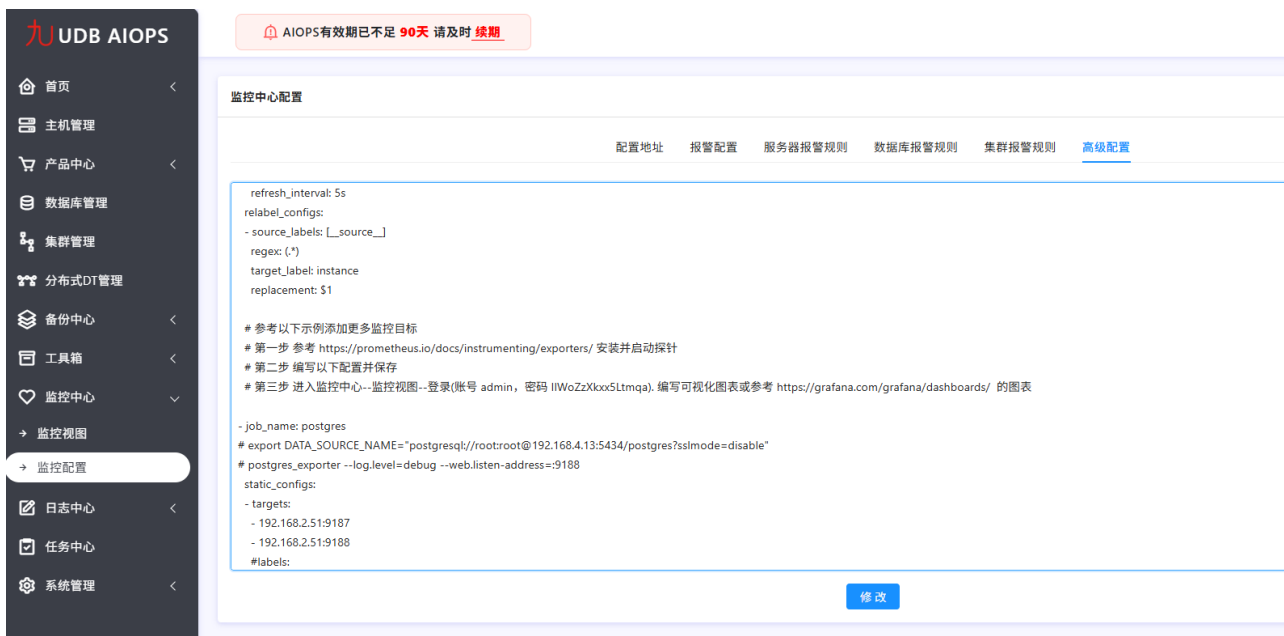 九 UDB AIOPS
AIOPS有效期已不足 90天 请及时 续期
首页
主机管理
产品中心
数据库管理
集群管理
分布式DT管理
备份中心
工具箱
监控中心
监控视图
监控配置
日志中心
任务中心
系统管理
监控中心配置
配置地址 报警配置 服务器报警规则 数据库报警规则 集群报警规则 高级配置
refresh_interval: 5s
relabel_configs:
- source_labels: [__source__]
regex: (.*)
target_label: instance
replacement: $1
# 参考以下示例添加更多监控目标
# 第一步 参考 https://prometheus.io/docs/instrumenting/exporters/ 安装并启动探针
# 第二步 编写以下配置并保存
# 第三步 进入监控中心--监控视图--登录(账号 admin，密码 IIWoZzXkxx5Ltmqa). 编写可视化图表或参考 https://grafana.com/grafana/dashboards/ 的图表
- job_name: postgres
# export DATA_SOURCE_NAME="postgresql://root:root@192.168.4.13:5434/postgres?sslmode=disable"
# postgres_exporter --log.level=debug --web.listen-address=:9188
static_configs:
- targets:
- 192.168.2.51:9187
- 192.168.2.51:9188
#labels:
修 改